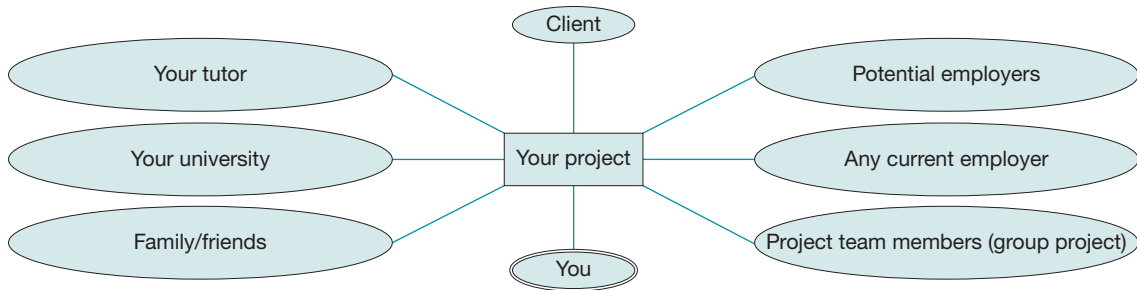 Client
Your tutor
Potential employers
Your university
Your project
Any current employer
Family/friends
Project team members (group project)
You